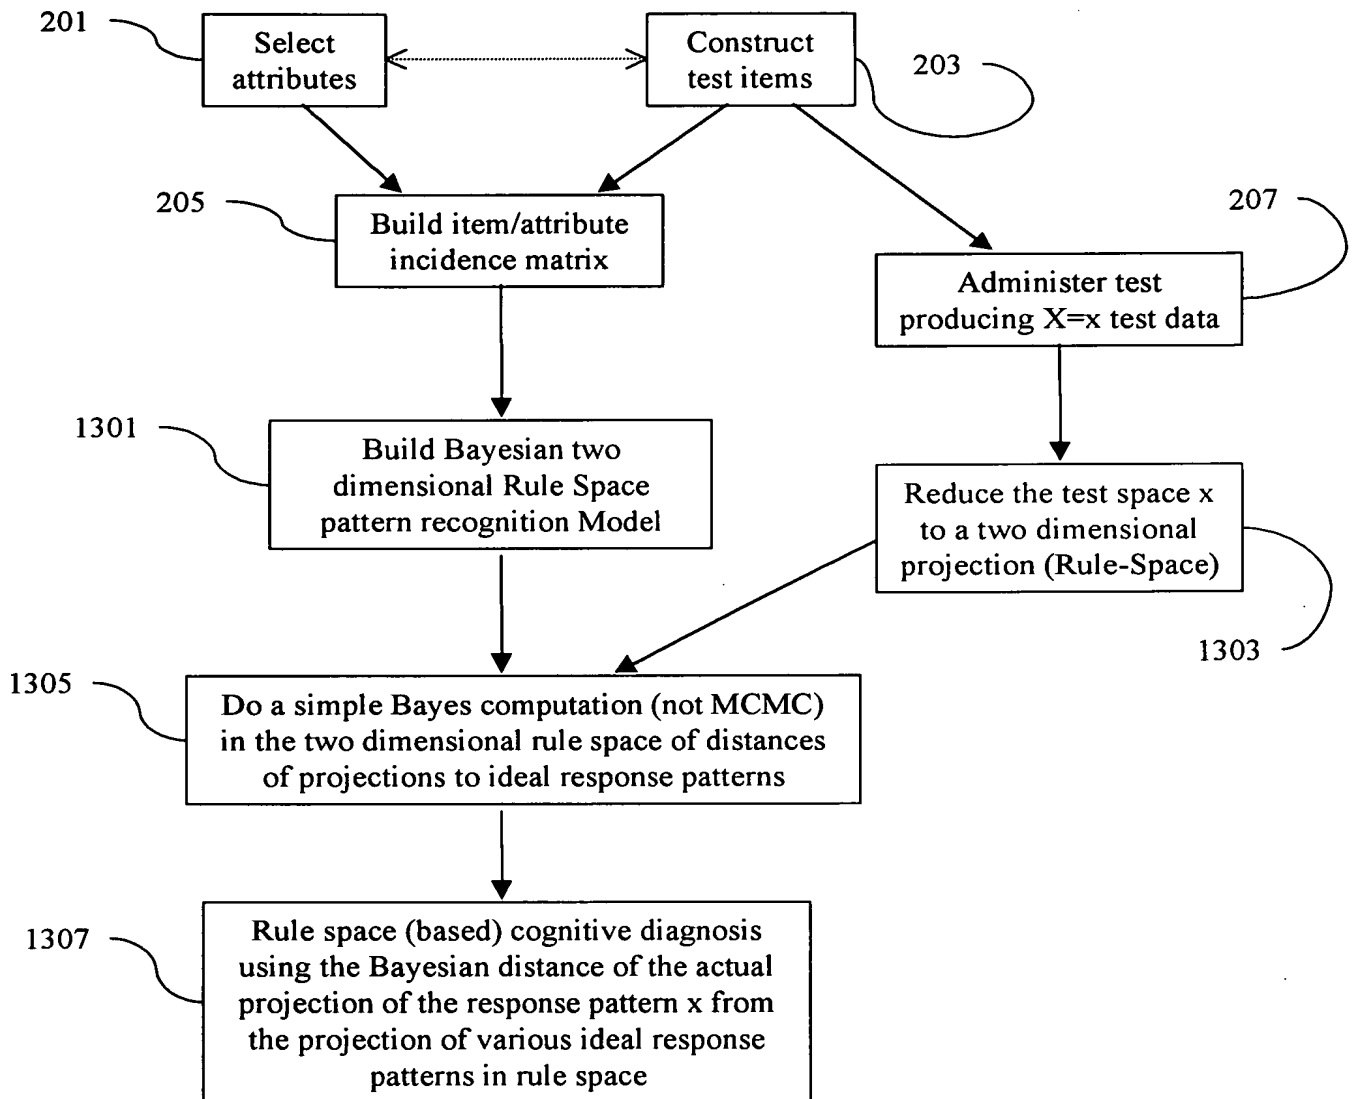 201
Select
attributes
Construct
test items
203
205
Build item/attribute
incidence matrix
207
Administer test
producing X=x test data
1301
Build Bayesian two
dimensional Rule Space
pattern recognition Model
Reduce the test space x
to a two dimensional
projection (Rule-Space)
1303
1305
Do a simple Bayes computation (not MCMC)
in the two dimensional rule space of distances
of projections to ideal response patterns
1307
Rule space (based) cognitive diagnosis
using the Bayesian distance of the actual
projection of the response pattern x from
the projection of various ideal response
patterns in rule space